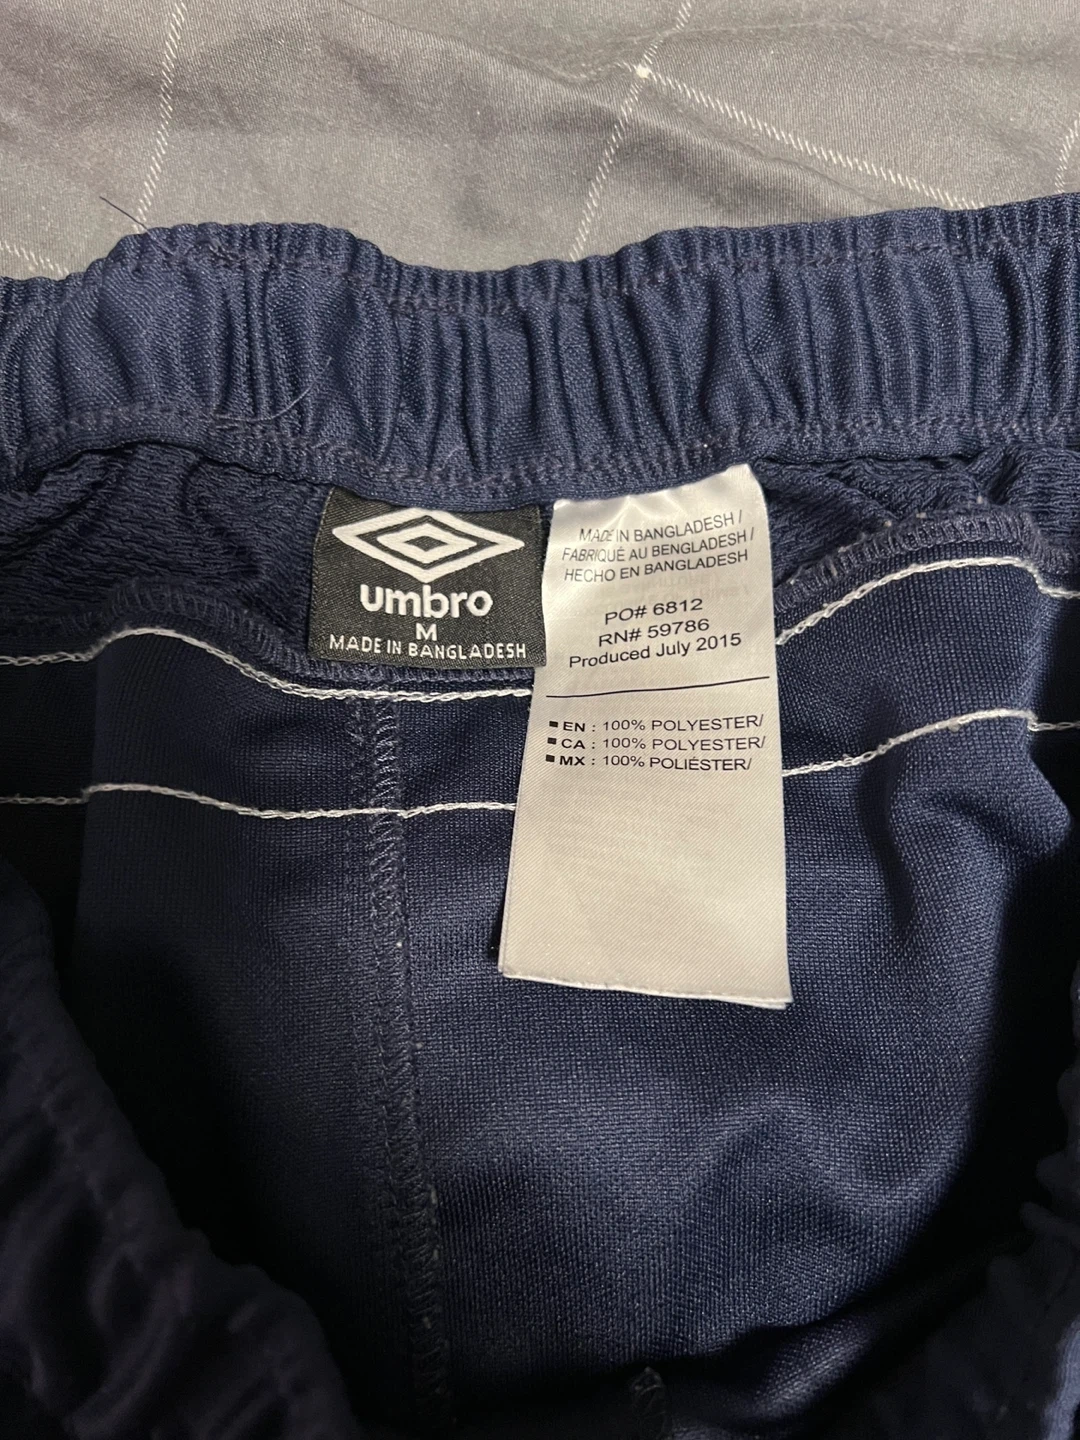 umbro
M
MADE IN BANGLADESH
MADE IN BANGLADESH /
FABRIQUÉ AU BENGLADESH /
HECHO EN BANGLADESH
PO# 6812
RN# 59786
Produced July 2015
EN : 100% POLYESTER/
CA : 100% POLYESTER/
MX : 100% POLIÉSTER/